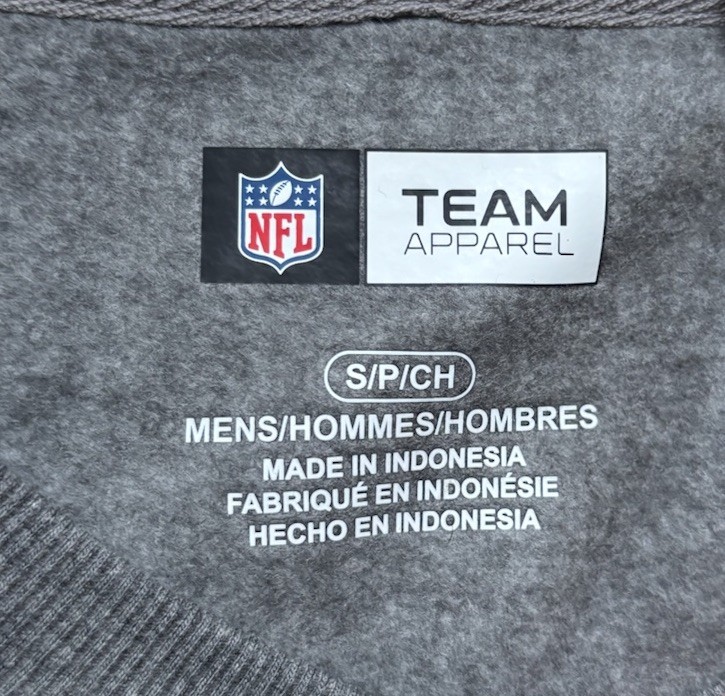 NFL
TEAM
APPAREL
S/P/CH
MENS/HOMMES/HOMBRES
MADE IN INDONESIA
FABRIQUÉ EN INDONÉSIE
HECHO EN INDONESIA